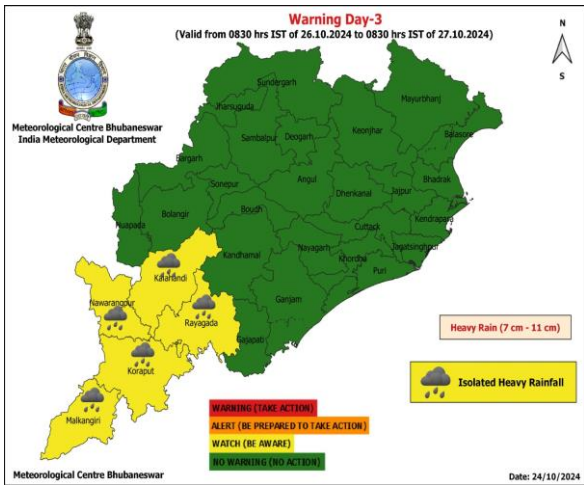 Warning Day-3
(Valid from 0830 hrs IST of 26.10.2024 to 0830 hrs IST of 27.10.2024)
N
S
Meteorological Centre Bhubaneswar
India Meteorological Department
Sundergarh
Jharsuguda
Mayurbhanj
Sambalpur
Deogarh
Keonjhar
Balasore
Bargarh
Sonepur
Angul
Bhadrak
Dhenkanal
Jajpur
Nuapada
Bolangir
Boudh
Kendrapara
Cuttack
Jagatsinghpur
Kandhamal
Nayagarh
Khordha
Puri
Kalahandi
Nawarangpur
Rayagada
Ganjam
Gajapati
Koraput
Malkangiri
Heavy Rain (7 cm - 11 cm)
Isolated Heavy Rainfall
WARNING (TAKE ACTION)
ALERT (BE PREPARED TO TAKE ACTION)
WATCH (BE AWARE)
NO WARNING (NO ACTION)
Meteorological Centre Bhubaneswar
Date: 24/10/2024